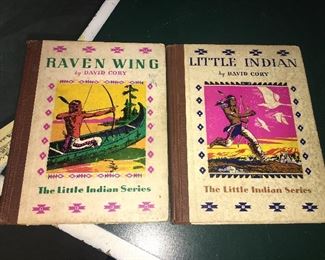 RAVEN WING
by DAVID CORY
The Little Indian Series
LITTLE INDIAN
by DAVID CORY
The Little Indian Series